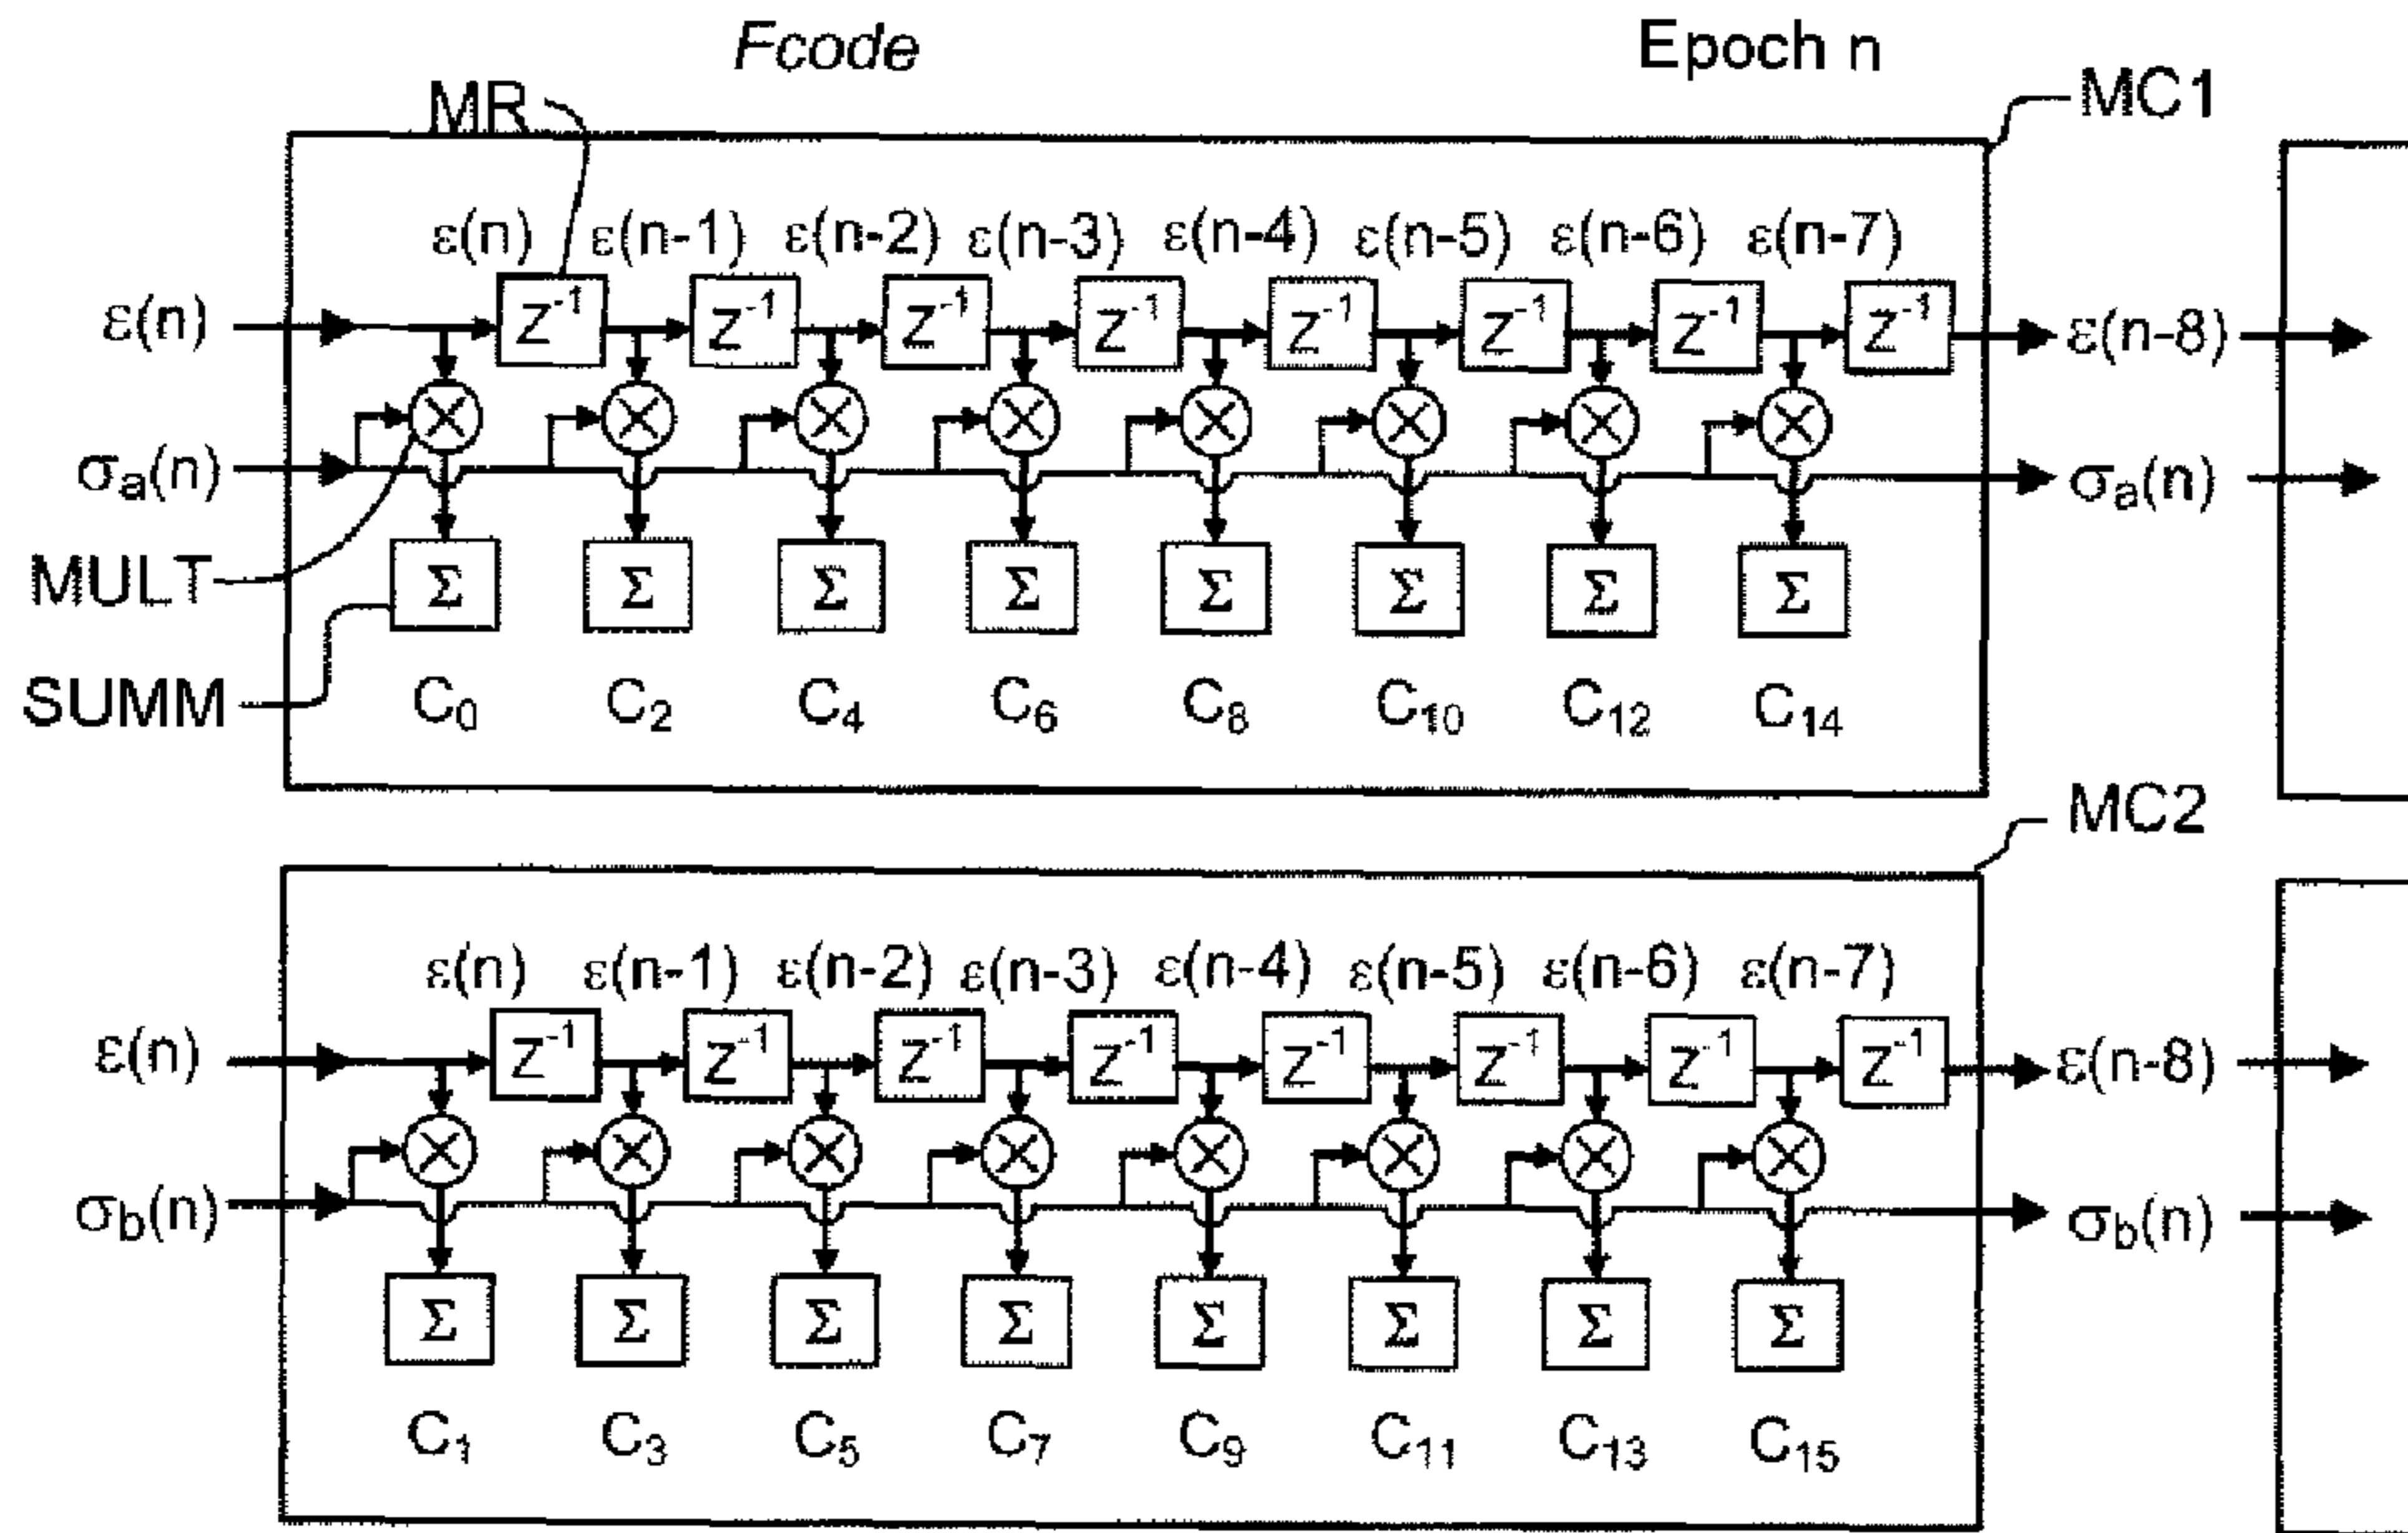 Fcode Epoch n
MR MC1
ε(n) ε(n-1) ε(n-2) ε(n-3) ε(n-4) ε(n-5) ε(n-6) ε(n-7)
ε(n) Z⁻¹ Z⁻¹ Z⁻¹ Z⁻¹ Z⁻¹ Z⁻¹ Z⁻¹ Z⁻¹ ε(n-8)
σₐ(n) σₐ(n)
MULT Σ Σ Σ Σ Σ Σ Σ Σ
SUMM C₀ C₂ C₄ C₆ C₈ C₁₀ C₁₂ C₁₄
MC2
ε(n) ε(n-1) ε(n-2) ε(n-3) ε(n-4) ε(n-5) ε(n-6) ε(n-7)
ε(n) Z⁻¹ Z⁻¹ Z⁻¹ Z⁻¹ Z⁻¹ Z⁻¹ Z⁻¹ Z⁻¹ ε(n-8)
σb(n) σb(n)
Σ Σ Σ Σ Σ Σ Σ Σ
C₁ C₃ C₅ C₇ C₉ C₁₁ C₁₃ C₁₅